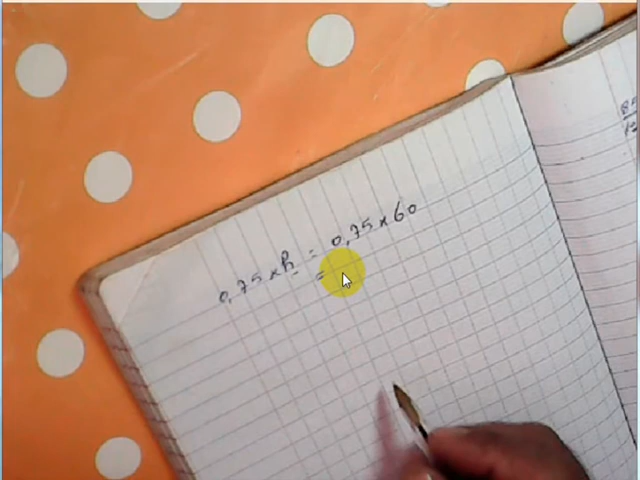 0,75 x h = 0,75 x 60
=